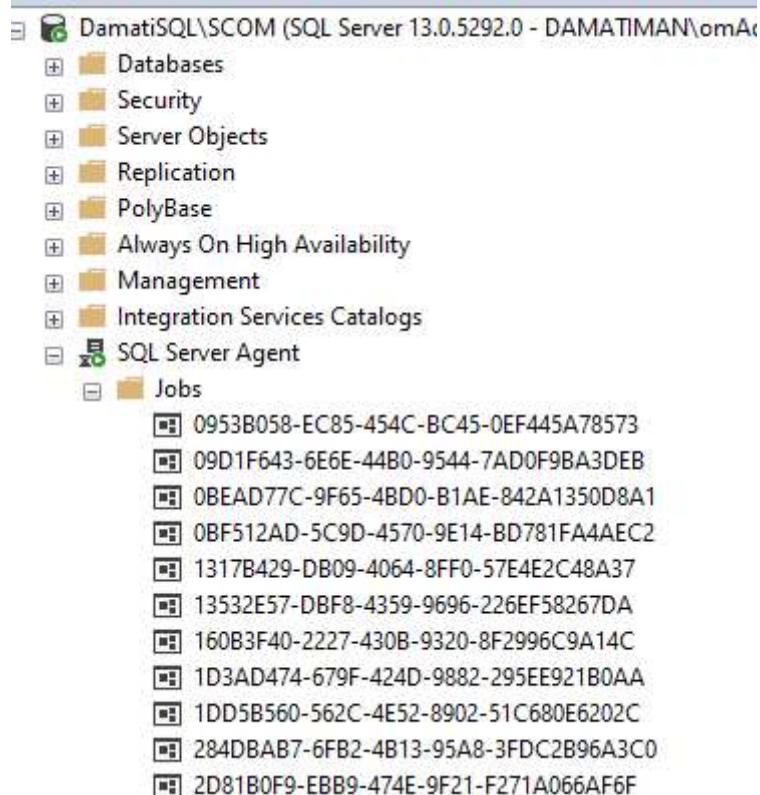 DamatiSQL\SCOM (SQL Server 13.0.5292.0 - DAMATIMAN\omAd
Databases
Security
Server Objects
Replication
PolyBase
Always On High Availability
Management
Integration Services Catalogs
SQL Server Agent
Jobs
0953B058-EC85-454C-BC45-0EF445A78573
09D1F643-6E6E-44B0-9544-7AD0F9BA3DEB
0BEAD77C-9F65-4BD0-B1AE-842A1350D8A1
0BF512AD-5C9D-4570-9E14-BD781FA4AEC2
1317B429-DB09-4064-8FF0-57E4E2C48A37
13532E57-DBF8-4359-9696-226EF58267DA
160B3F40-2227-430B-9320-8F2996C9A14C
1D3AD474-679F-424D-9882-295EE921B0AA
1DD5B560-562C-4E52-8902-51C680E6202C
284DBAB7-6FB2-4B13-95A8-3FDC2B96A3C0
2D81B0F9-EBB9-474E-9F21-F271A066AF6F